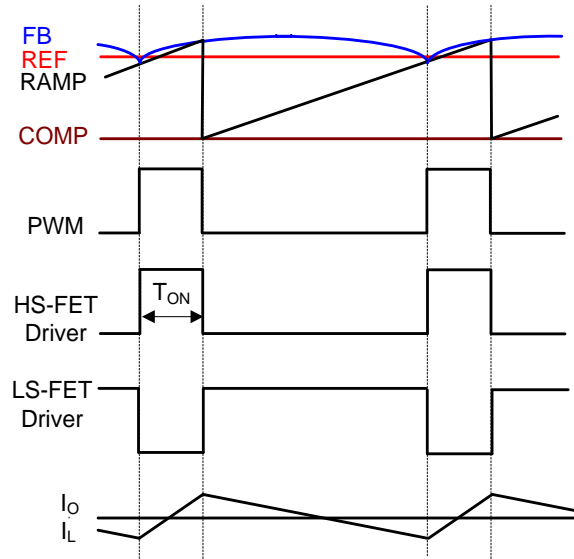 FB
REF
RAMP
COMP
PWM
TON
HS-FET
Driver
LS-FET
Driver
IO
IL